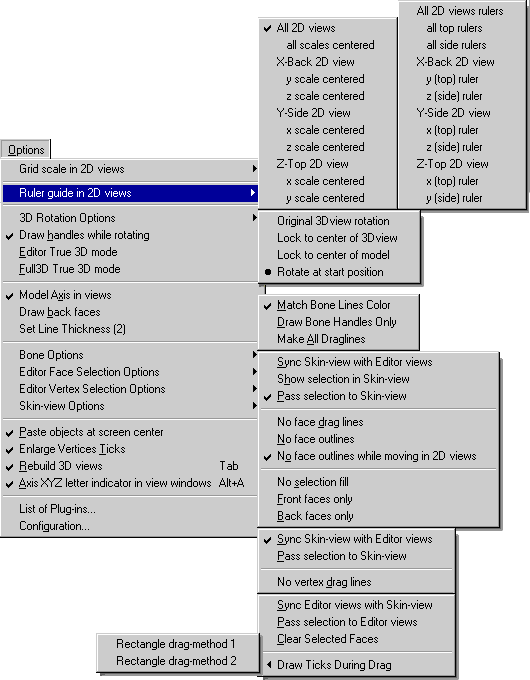 Options
Grid scale in 2D views
Ruler guide in 2D views
3D Rotation Options
Draw handles while rotating
Editor True 3D mode
Full3D True 3D mode
Model Axis in views
Draw back faces
Set Line Thickness (2)
Bone Options
Editor Face Selection Options
Editor Vertex Selection Options
Skin-view Options
Paste objects at screen center
Enlarge Vertices Ticks
Rebuild 3D views Tab
Axis XYZ letter indicator in view windows Alt+A
List of Plug-ins...
Configuration...
All 2D views
all scales centered
X-Back 2D view
y scale centered
z scale centered
Y-Side 2D view
x scale centered
z scale centered
Z-Top 2D view
x scale centered
y scale centered
All 2D views rulers
all top rulers
all side rulers
X-Back 2D view
y (top) ruler
z (side) ruler
Y-Side 2D view
x (top) ruler
z (side) ruler
Z-Top 2D view
x (top) ruler
y (side) ruler
Original 3Dview rotation
Lock to center of 3Dview
Lock to center of model
Rotate at start position
Match Bone Lines Color
Draw Bone Handles Only
Make All Draglines
Sync Skin-view with Editor views
Show selection in Skin-view
Pass selection to Skin-view
No face drag lines
No face outlines
No face outlines while moving in 2D views
No selection fill
Front faces only
Back faces only
Sync Skin-view with Editor views
Pass selection to Skin-view
No vertex drag lines
Sync Editor views with Skin-view
Pass selection to Editor views
Clear Selected Faces
Draw Ticks During Drag
Rectangle drag-method 1
Rectangle drag-method 2